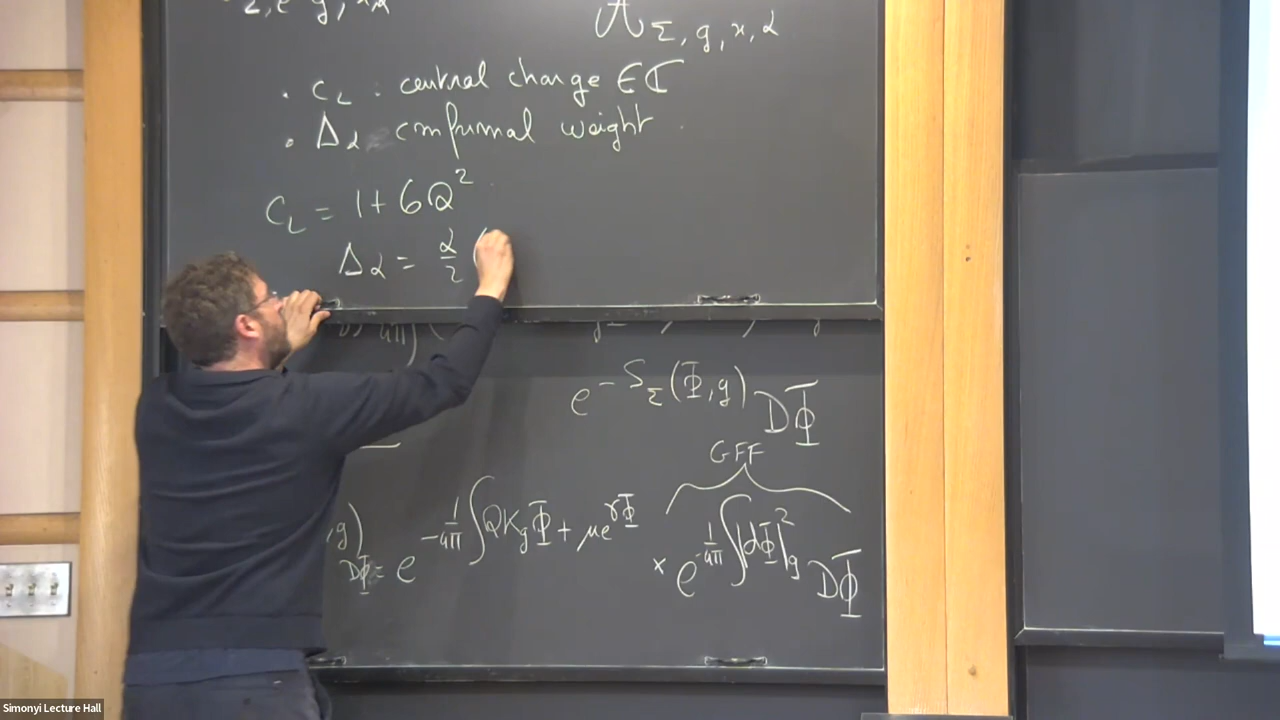 Σ, g, x, α
𝒜_{Σ, g, x, α}
. c_L : central charge ∈ ℂ
. Δ_α conformal weight
c_L = 1 + 6Q²
Δ_α = α/2 (
e^{-S_Σ(Φ, g)} DΦ
GFF
, g) DΦ = e^{-1/4π ∫ QK_g Φ + μe^{γΦ}} × e^{-1/4π ∫ |dΦ|²_g} DΦ
Simonyi Lecture Hall